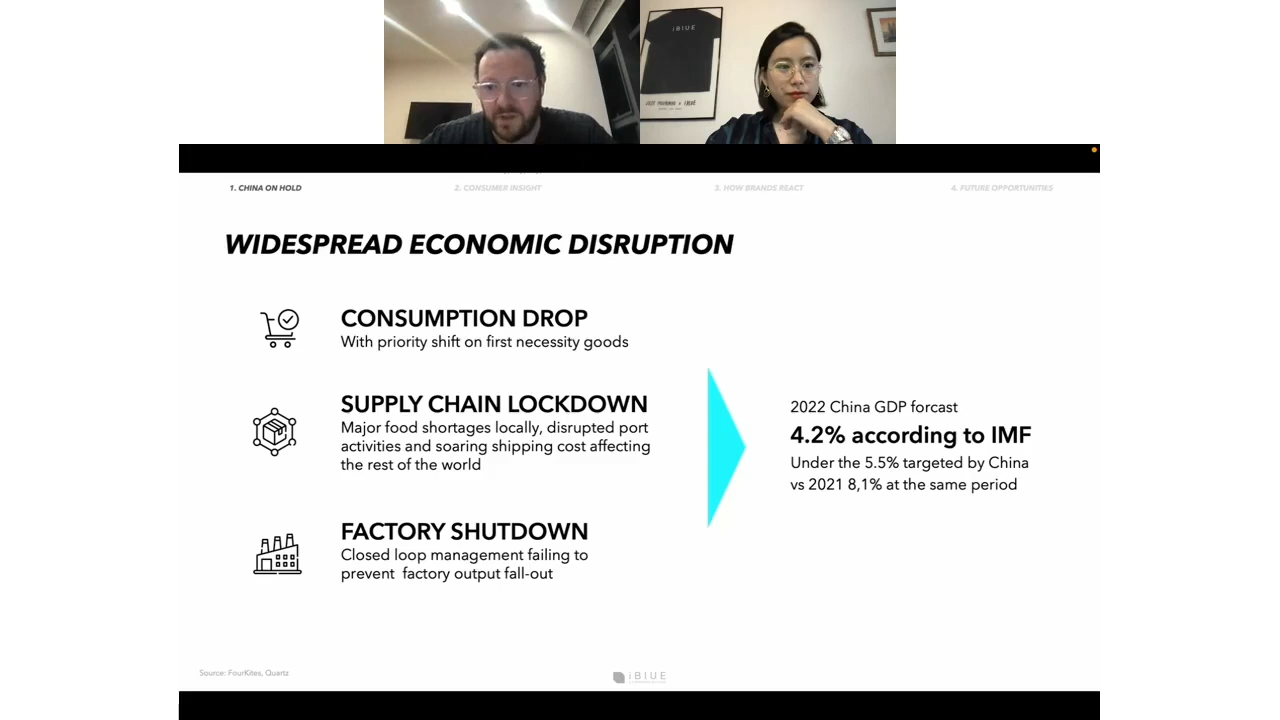 iBIUE
1. CHINA ON HOLD
2. CONSUMER INSIGHT
3. HOW BRANDS REACT
4. FUTURE OPPORTUNITIES
WIDESPREAD ECONOMIC DISRUPTION
CONSUMPTION DROP
With priority shift on first necessity goods
SUPPLY CHAIN LOCKDOWN
Major food shortages locally, disrupted port
activities and soaring shipping cost affecting
the rest of the world
FACTORY SHUTDOWN
Closed loop management failing to
prevent factory output fall-out
2022 China GDP forcast
4.2% according to IMF
Under the 5.5% targeted by China
vs 2021 8,1% at the same period
Source: FourKites, Quartz
iBIUE